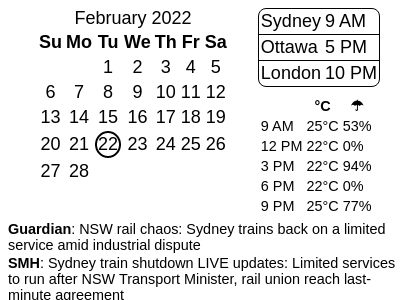 February 2022
Su Mo Tu We Th Fr Sa
1 2 3 4 5
6 7 8 9 10 11 12
13 14 15 16 17 18 19
20 21 22 23 24 25 26
27 28
Sydney 9 AM
Ottawa 5 PM
London 10 PM
°C ☂
9 AM 25°C 53%
12 PM 22°C 0%
3 PM 22°C 94%
6 PM 22°C 0%
9 PM 25°C 77%
Guardian: NSW rail chaos: Sydney trains back on a limited
service amid industrial dispute
SMH: Sydney train shutdown LIVE updates: Limited services
to run after NSW Transport Minister, rail union reach last-
minute agreement